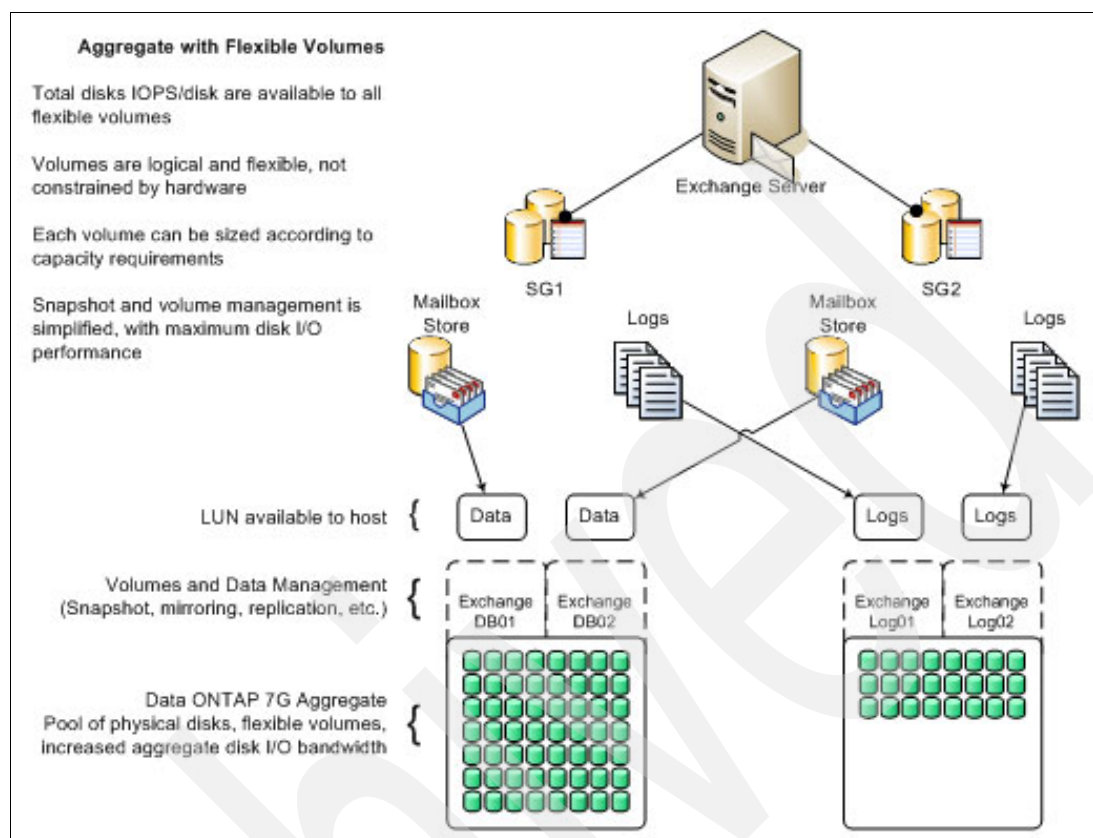 Aggregate with Flexible Volumes
Total disks IOPS/disk are available to all
flexible volumes
Volumes are logical and flexible, not
constrained by hardware
Each volume can be sized according to
capacity requirements
Snapshot and volume management is
simplified, with maximum disk I/O
performance
Exchange Server
SG1
SG2
Mailbox
Store
Logs
Mailbox
Store
Logs
LUN available to host
Data
Data
Logs
Logs
Volumes and Data Management
(Snapshot, mirroring, replication, etc.)
Exchange
DB01
Exchange
DB02
Exchange
Log01
Exchange
Log02
Data ONTAP 7G Aggregate
Pool of physical disks, flexible volumes,
increased aggregate disk I/O bandwidth